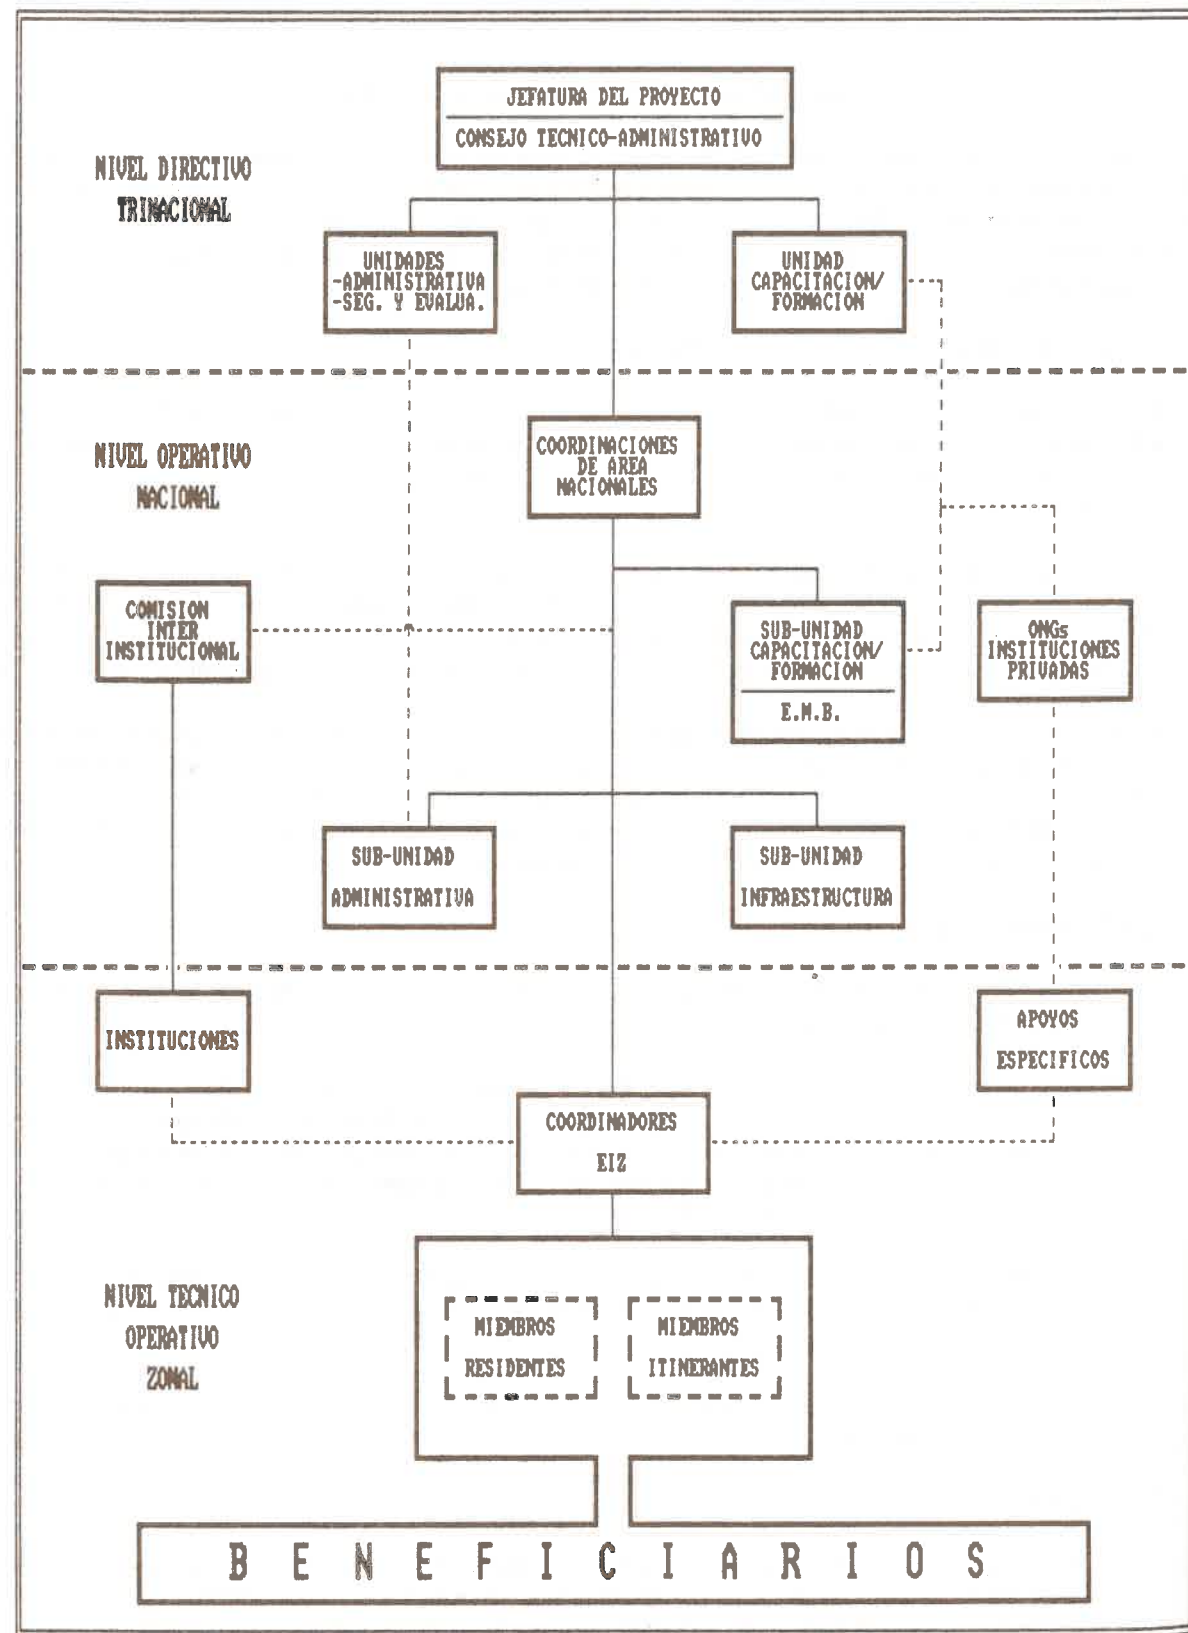 JEFATURA DEL PROYECTO
CONSEJO TECNICO-ADMINISTRATIVO
NIVEL DIRECTIVO
TRINACIONAL
UNIDADES
-ADMINISTRATIVA
-SEG. Y EVALUA.
UNIDAD
CAPACITACION/
FORMACION
NIVEL OPERATIVO
NACIONAL
COORDINACIONES
DE AREA
NACIONALES
COMISION
INTER
INSTITUCIONAL
SUB-UNIDAD
CAPACITACION/
FORMACION
E.M.B.
ONGs
INSTITUCIONES
PRIVADAS
SUB-UNIDAD
ADMINISTRATIVA
SUB-UNIDAD
INFRAESTRUCTURA
INSTITUCIONES
APOYOS
ESPECIFICOS
COORDINADORES
EIZ
NIVEL TECNICO
OPERATIVO
ZONAL
MIEMBROS
RESIDENTES
MIEMBROS
ITINERANTES
BENEFICIARIOS